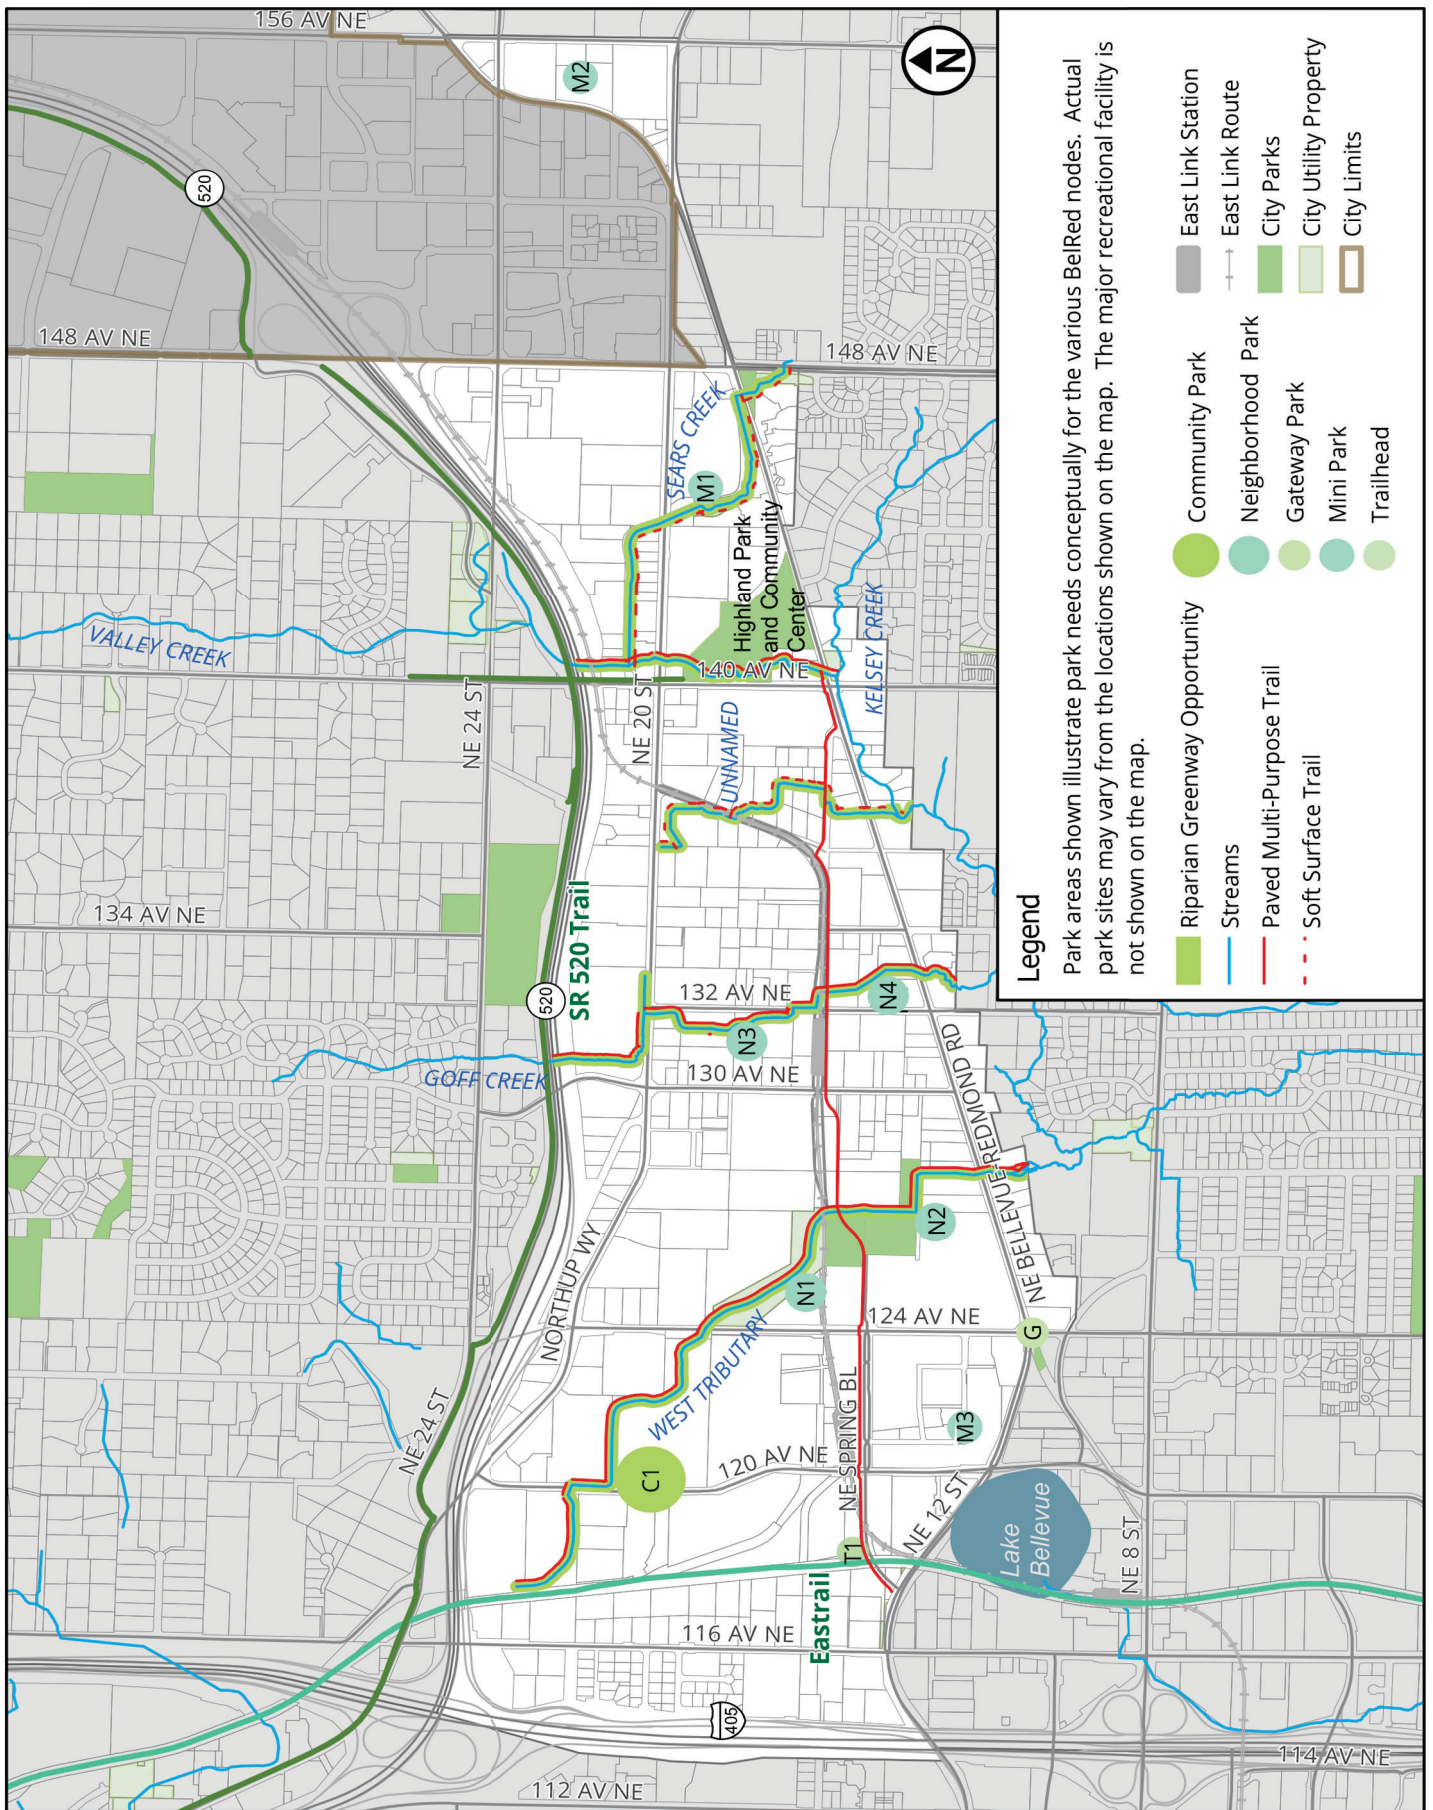 156 AV NE
M2
N
520
148 AV NE
148 AV NE
SEARS CREEK
M1
Highland Park
and Community
Center
VALLEY CREEK
140 AV NE
KELSEY CREEK
NE 24 ST
NE 20 ST
UNNAMED
134 AV NE
SR 520 Trail
520
132 AV NE
N4
N3
130 AV NE
GOFF CREEK
NE BELLEVUE-REDMOND RD
N2
N1
NORTHUP WY
124 AV NE
G
WEST TRIBUTARY
NE SPRING BL
M3
NE 24 ST
C1
120 AV NE
NE 12 ST
Lake
Bellevue
NE 8 ST
T1
Eastrail
116 AV NE
405
114 AV NE
112 AV NE
Legend
Park areas shown illustrate park needs conceptually for the various BelRed nodes. Actual
park sites may vary from the locations shown on the map. The major recreational facility is
not shown on the map.
Riparian Greenway Opportunity
Streams
Paved Multi-Purpose Trail
Soft Surface Trail
Community Park
Neighborhood Park
Gateway Park
Mini Park
Trailhead
East Link Station
East Link Route
City Parks
City Utility Property
City Limits